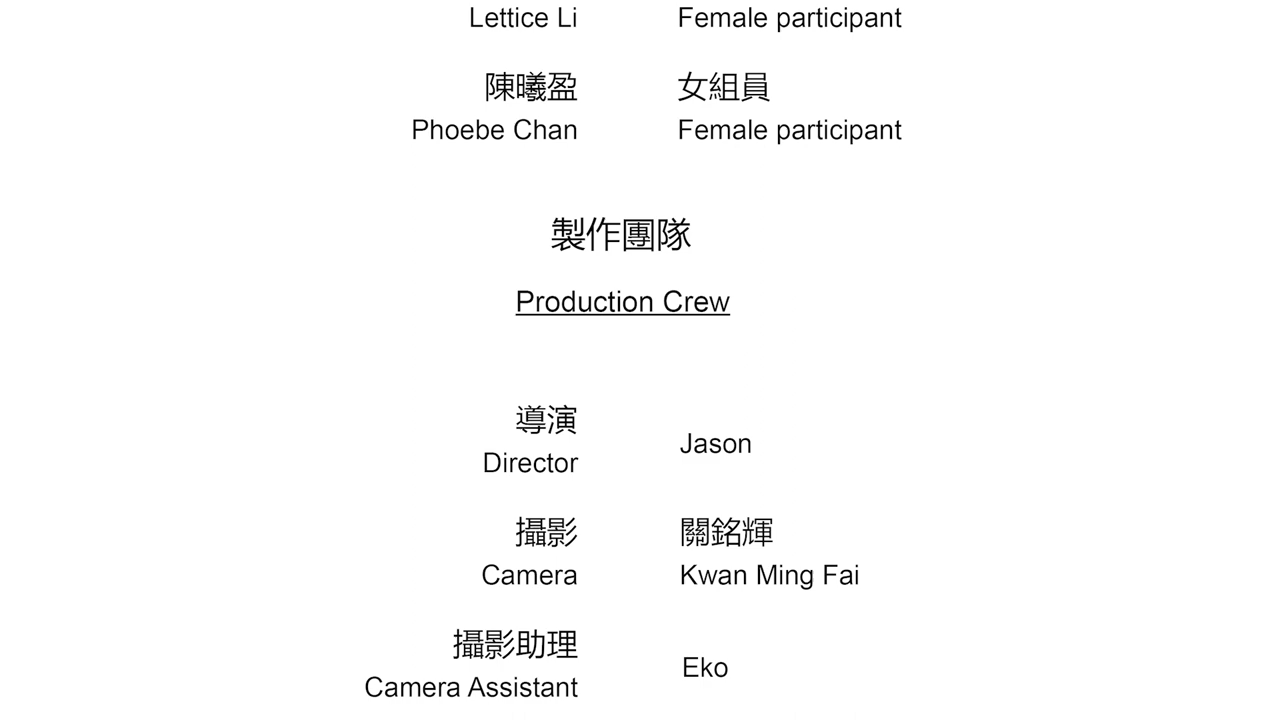 Lettice Li Female participant
陳曦盈 女組員
Phoebe Chan Female participant
製作團隊
Production Crew
導演
Director
Jason
攝影 關銘輝
Camera Kwan Ming Fai
攝影助理
Camera Assistant
Eko